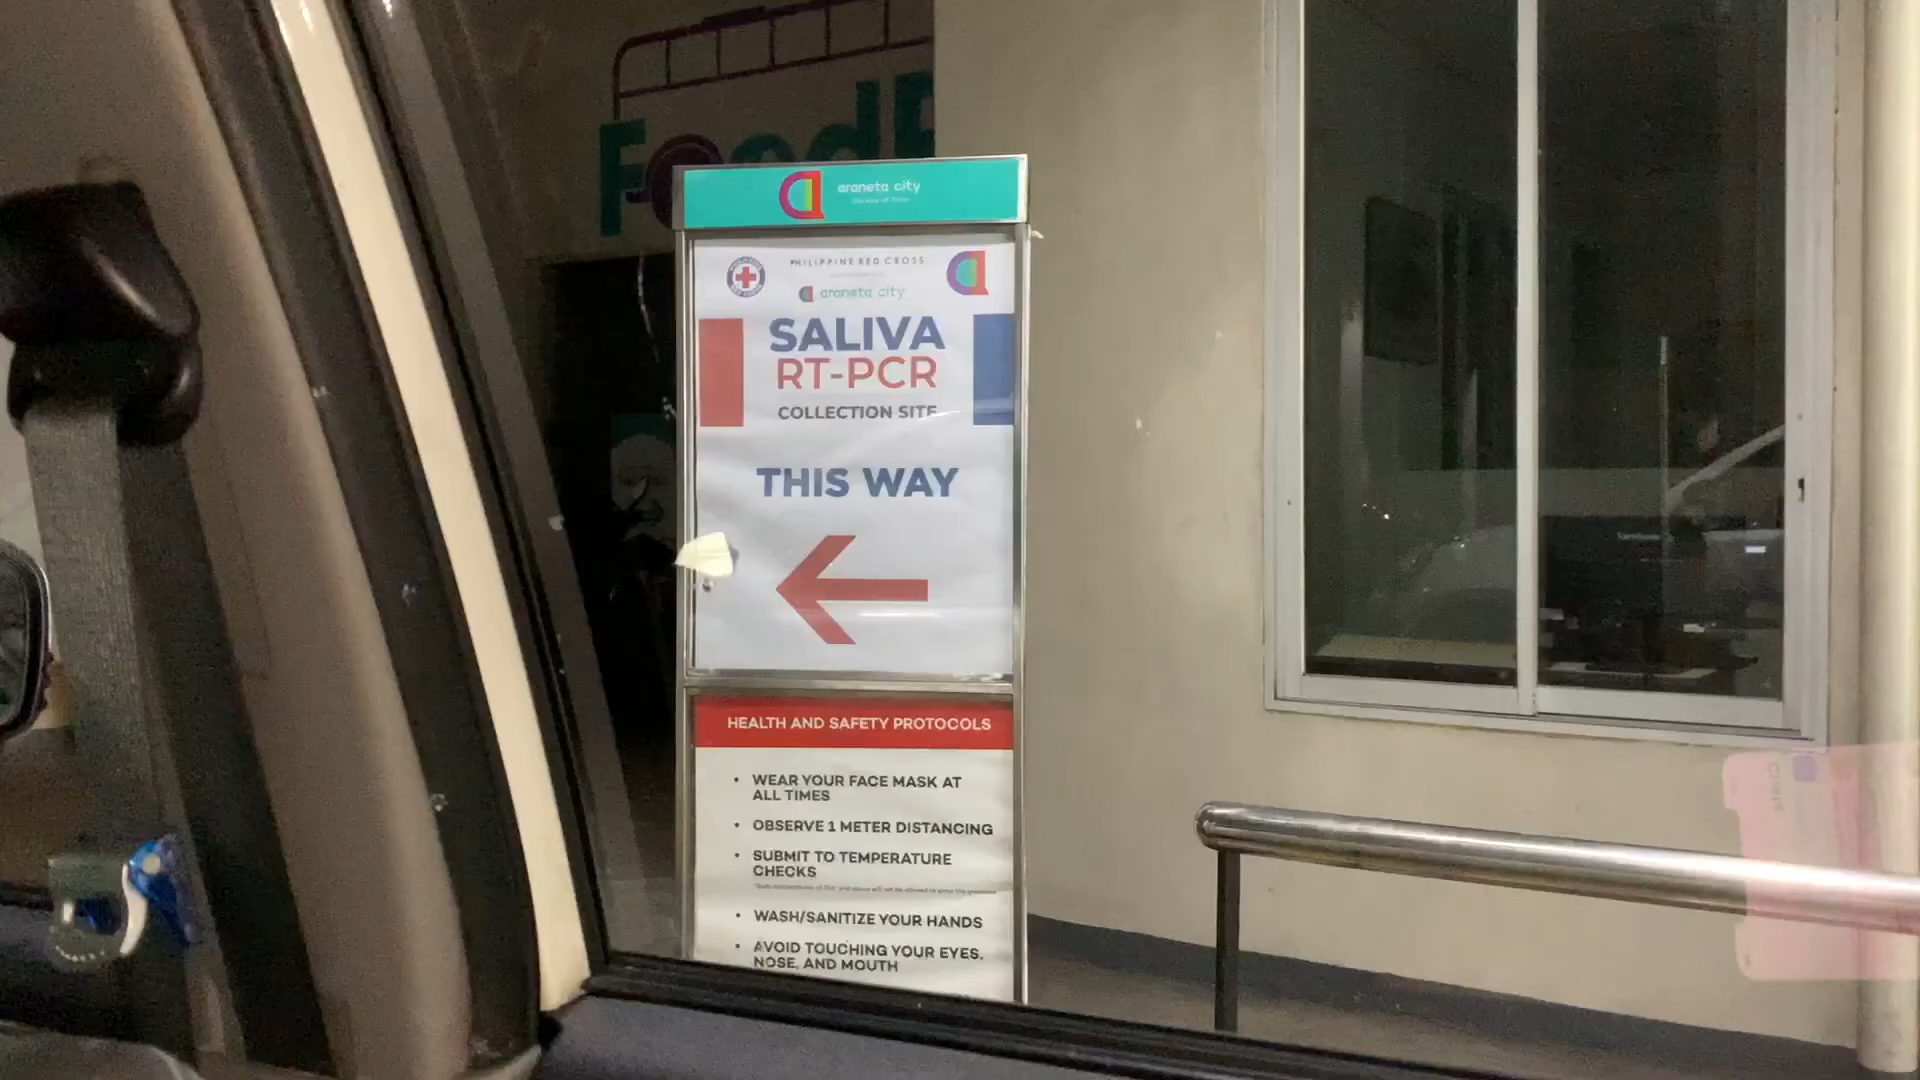 FoodP
araneta city
PHILIPPINE RED CROSS
araneta city
SALIVA
RT-PCR
COLLECTION SITE
THIS WAY
HEALTH AND SAFETY PROTOCOLS
• WEAR YOUR FACE MASK AT
ALL TIMES
• OBSERVE 1 METER DISTANCING
• SUBMIT TO TEMPERATURE
CHECKS
• WASH/SANITIZE YOUR HANDS
• AVOID TOUCHING YOUR EYES,
NOSE, AND MOUTH